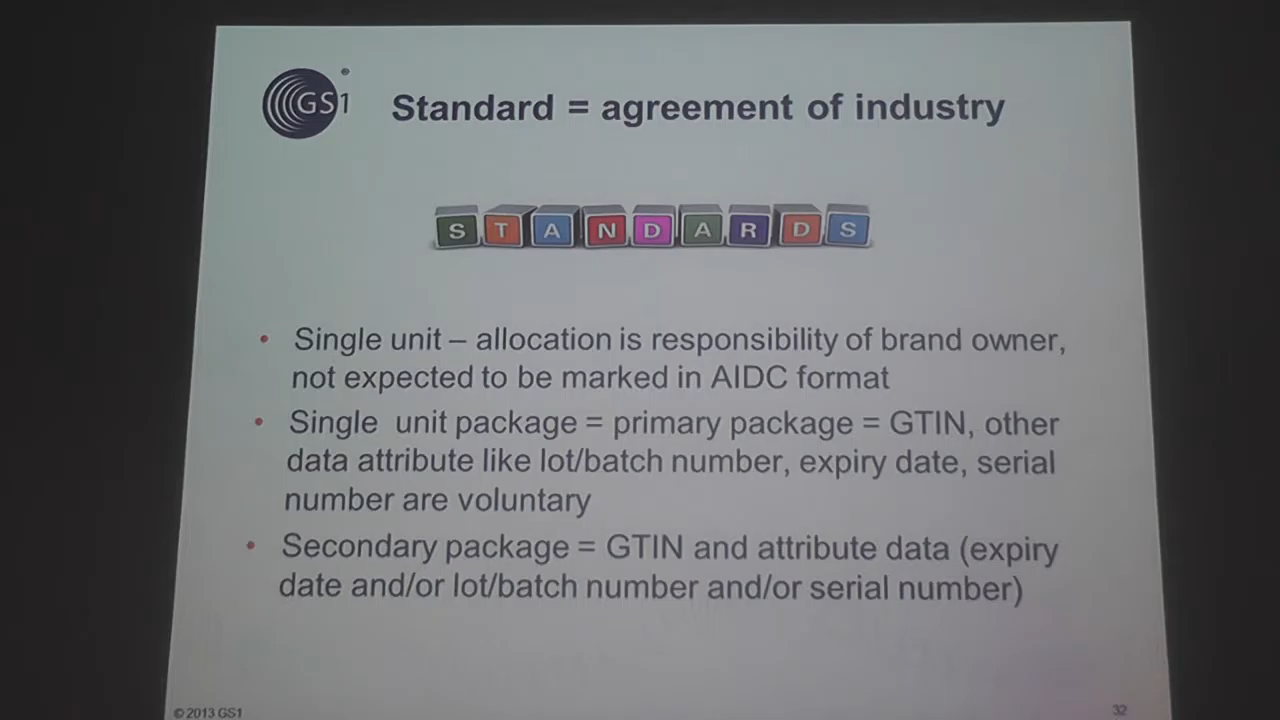 GS1
®
Standard = agreement of industry
STANDARDS
• Single unit – allocation is responsibility of brand owner,
not expected to be marked in AIDC format
• Single unit package = primary package = GTIN, other
data attribute like lot/batch number, expiry date, serial
number are voluntary
• Secondary package = GTIN and attribute data (expiry
date and/or lot/batch number and/or serial number)
© 2013 GS1
32